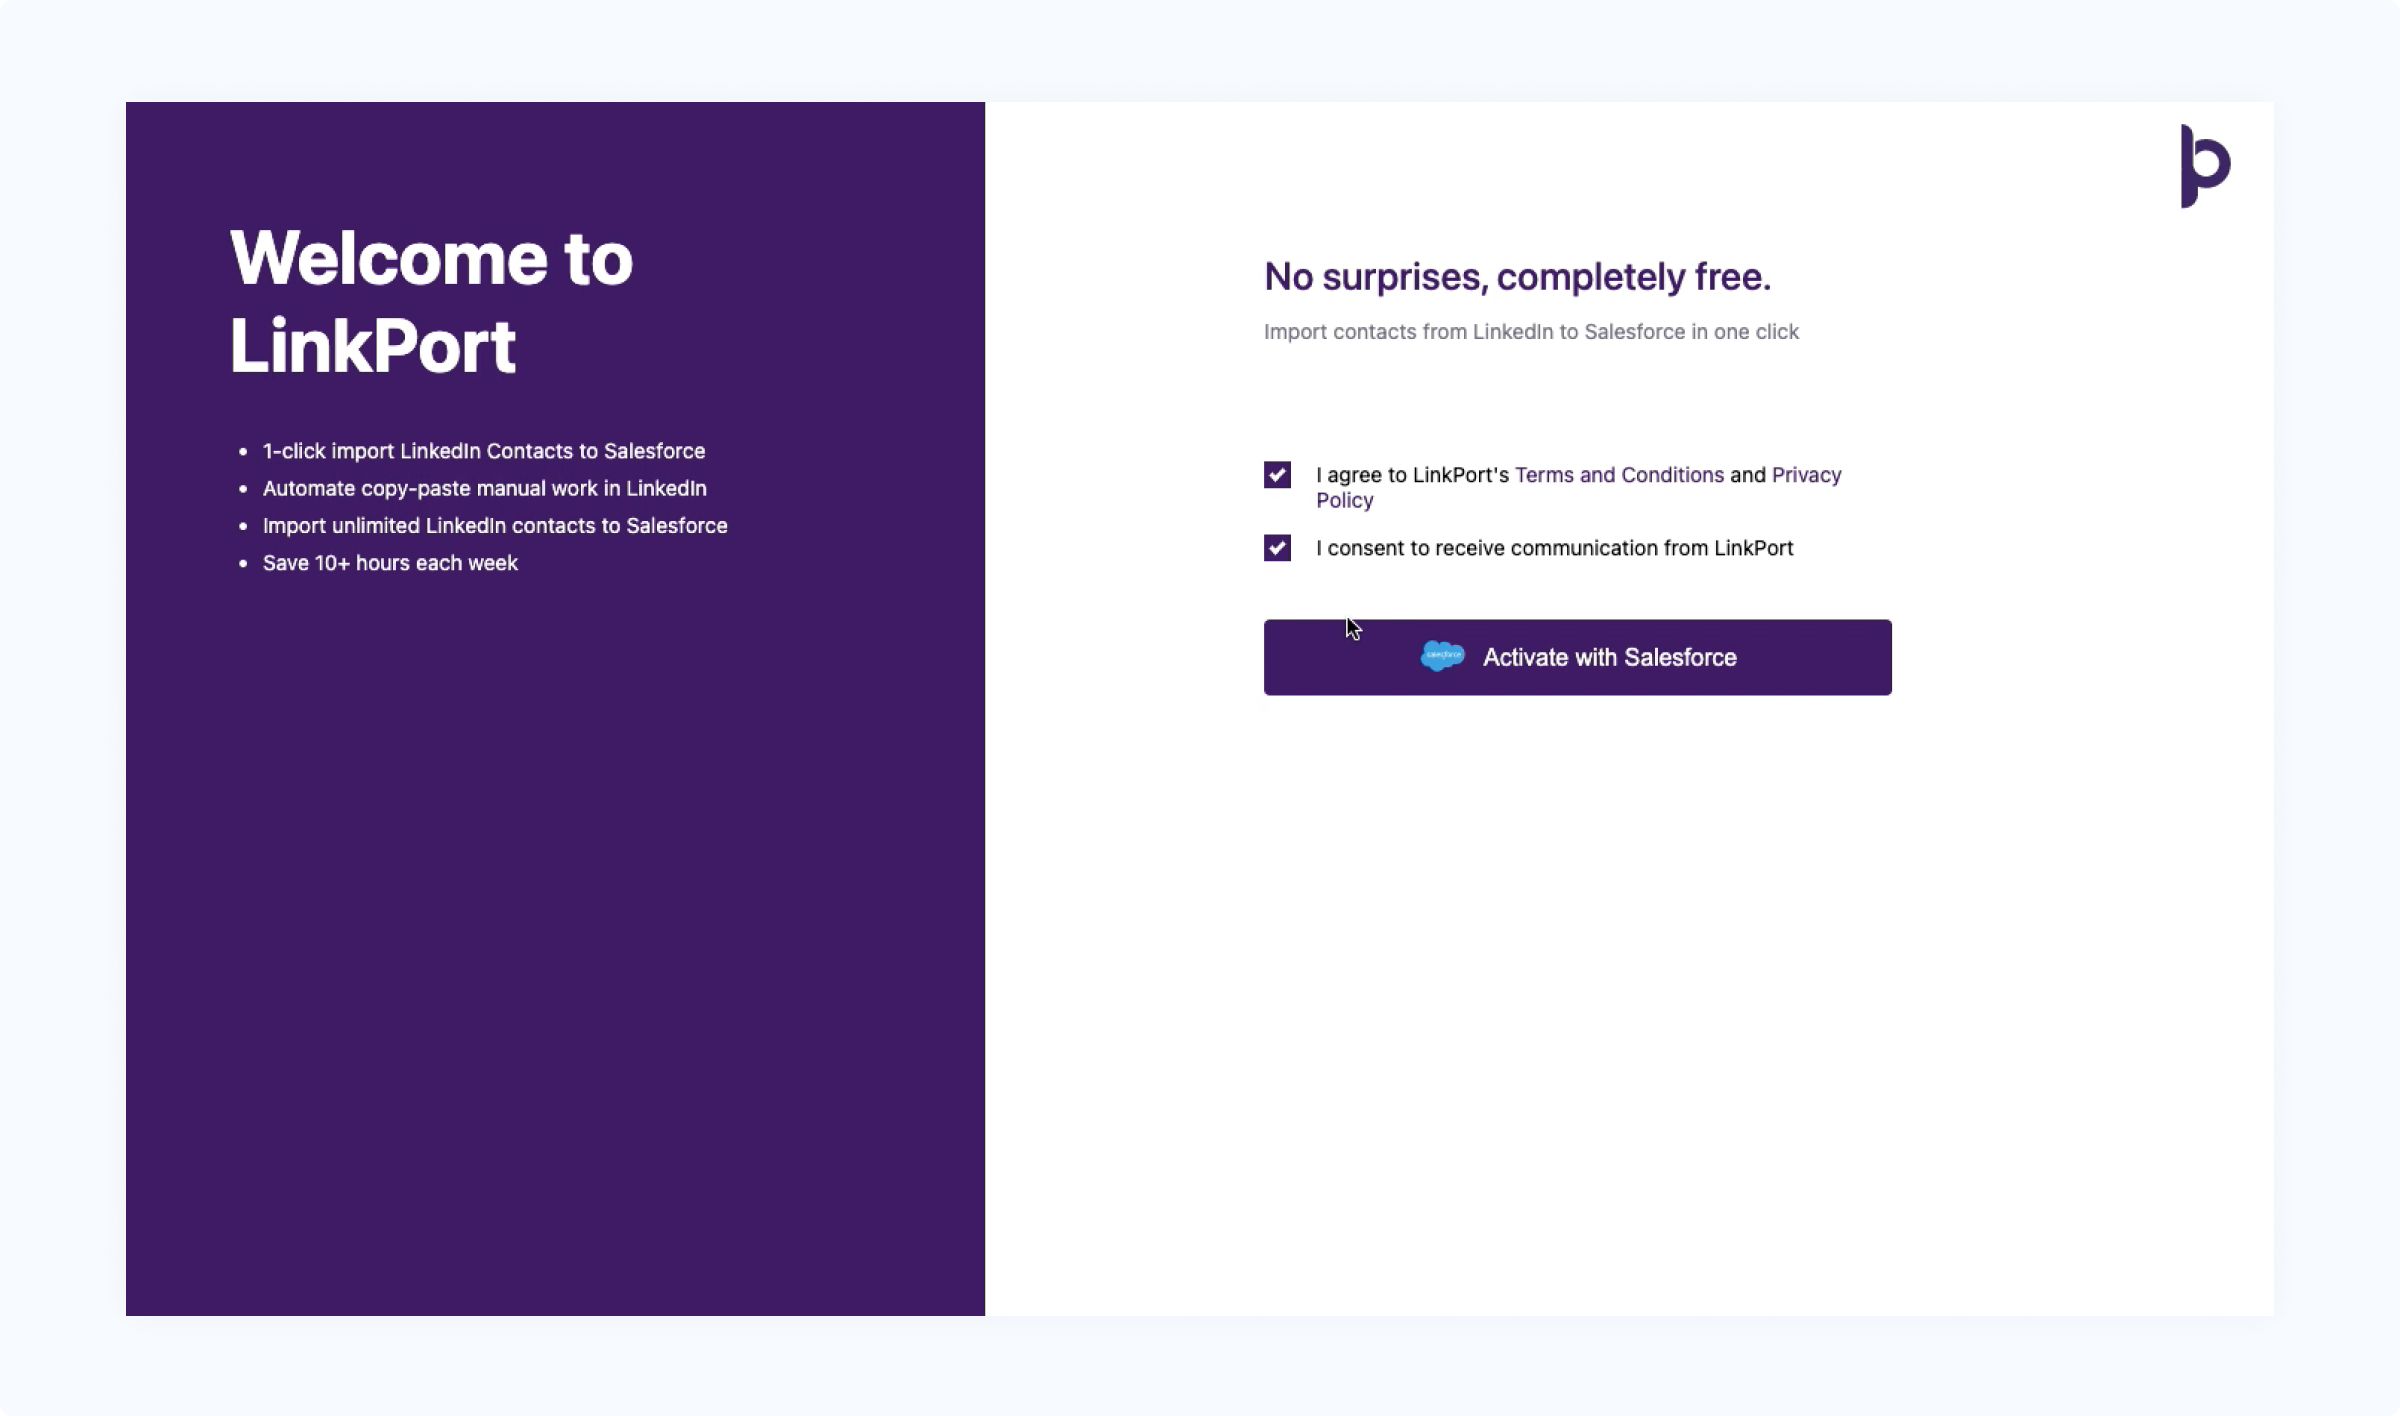 Welcome to
LinkPort
1-click import LinkedIn Contacts to Salesforce
Automate copy-paste manual work in LinkedIn
Import unlimited LinkedIn contacts to Salesforce
Save 10+ hours each week
No surprises, completely free.
Import contacts from LinkedIn to Salesforce in one click
I agree to LinkPort's Terms and Conditions and Privacy
Policy
I consent to receive communication from LinkPort
salesforce
Activate with Salesforce